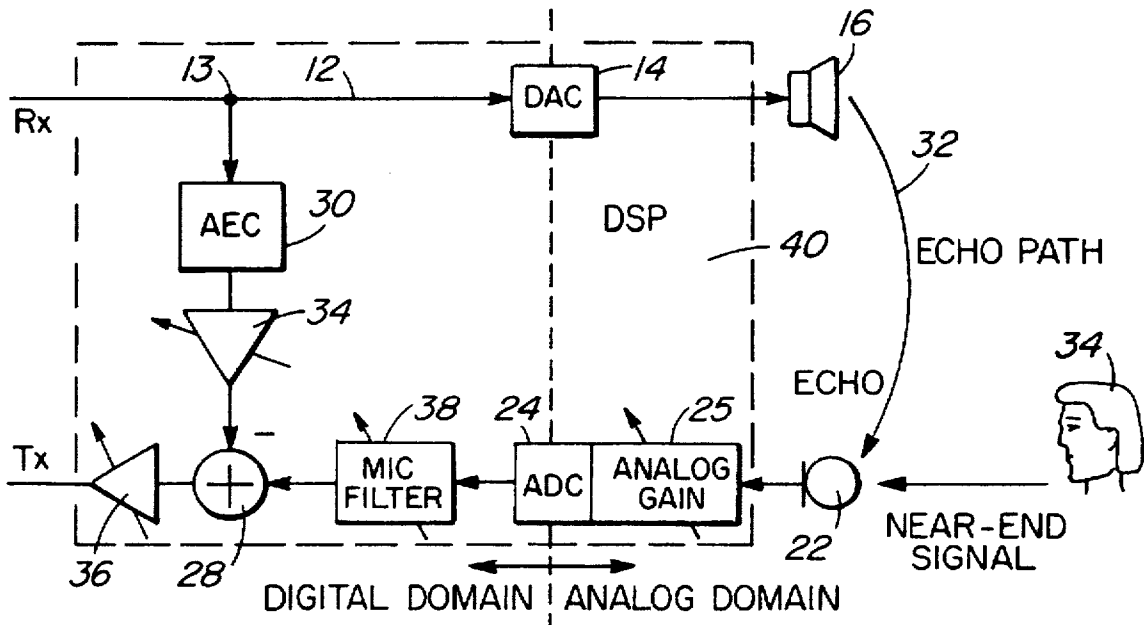 13
12
14
16
Rx
DAC
32
AEC
30
DSP
40
ECHO PATH
34
34
ECHO
38
24
25
Tx
MIC
FILTER
ADC
ANALOG
GAIN
36
28
22
NEAR-END
SIGNAL
DIGITAL DOMAIN
ANALOG DOMAIN